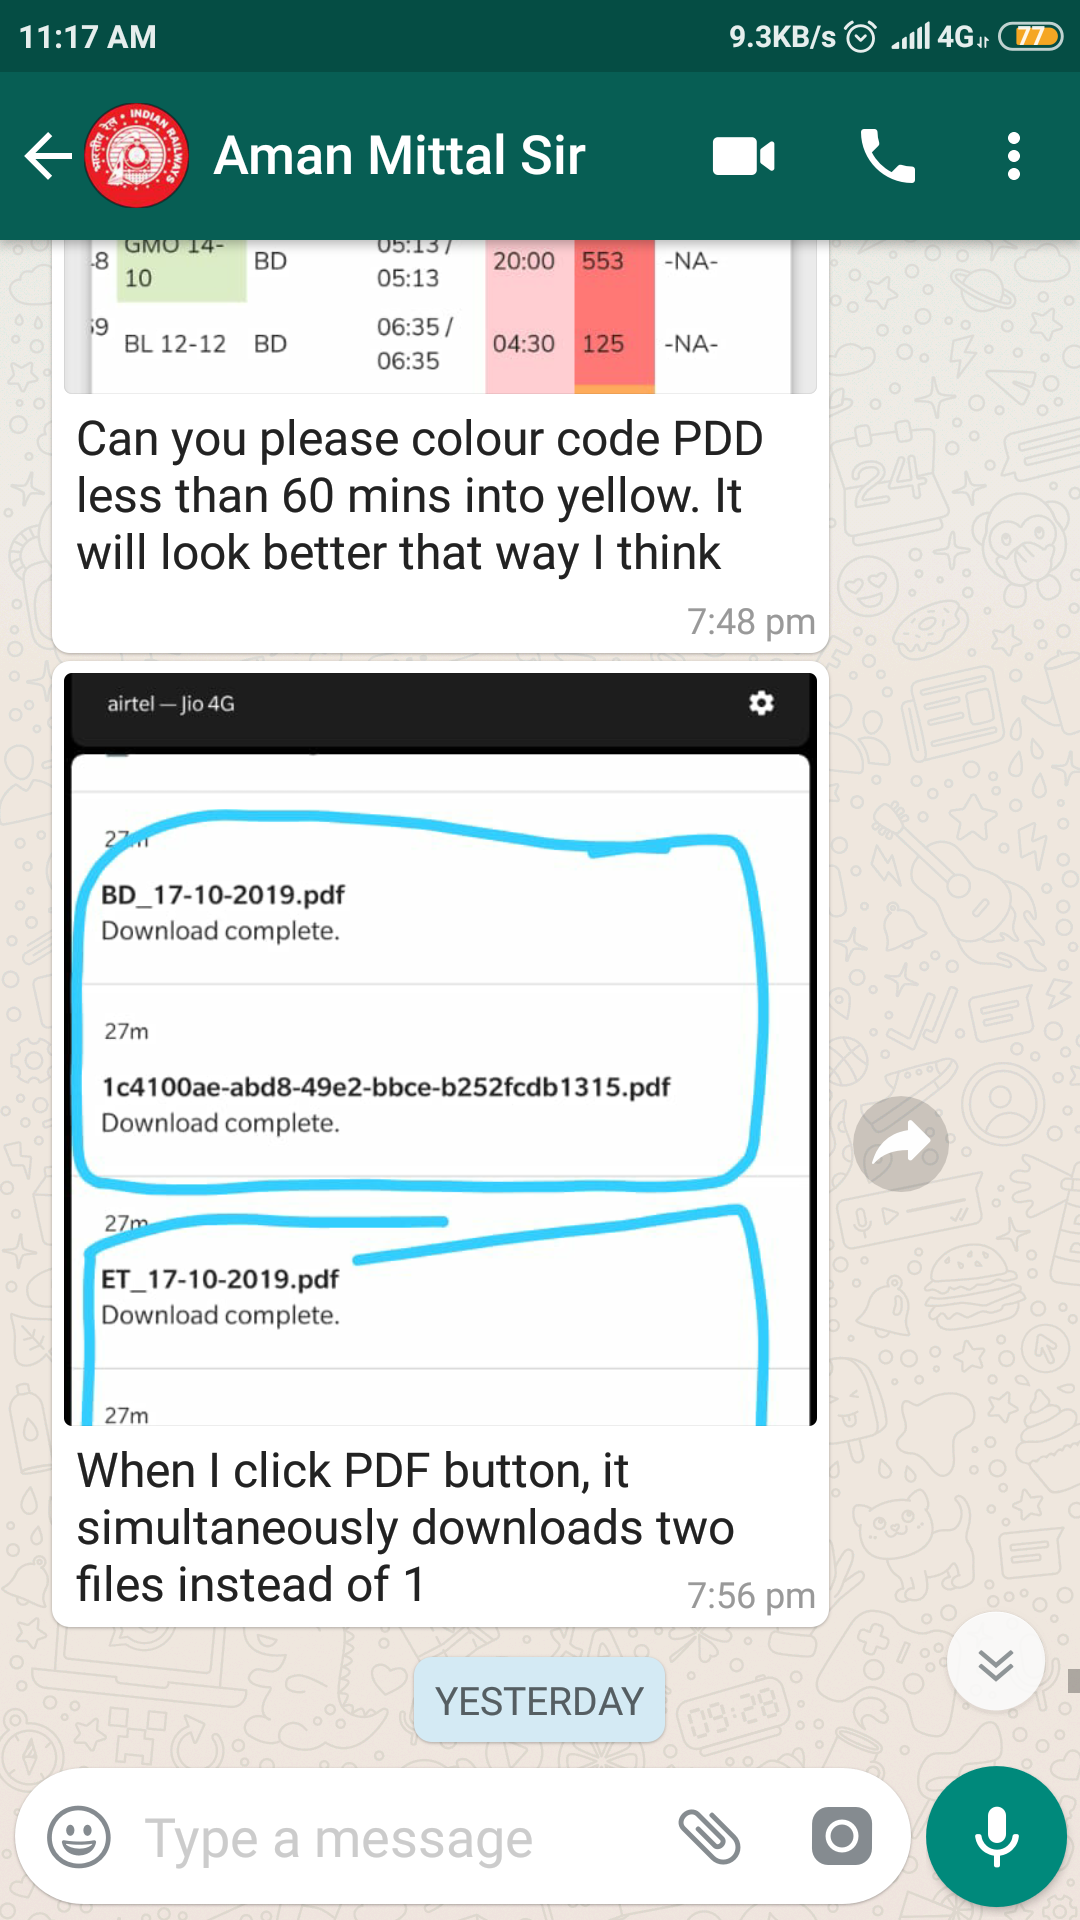 11:17 AM 9.3KB/s 4G 77
भारतीय रेल INDIAN RAILWAYS
Aman Mittal Sir
GMO 14- 05:13 /
8 BD 20:00 553 -NA-
10 05:13
9 06:35 /
BL 12-12 BD 04:30 125 -NA-
06:35
Can you please colour code PDD
less than 60 mins into yellow. It
will look better that way I think
7:48 pm
airtel — Jio 4G
27m
BD_17-10-2019.pdf
Download complete.
27m
1c4100ae-abd8-49e2-bbce-b252fcdb1315.pdf
Download complete.
27m
ET_17-10-2019.pdf
Download complete.
27m
When I click PDF button, it
simultaneously downloads two
files instead of 1
7:56 pm
YESTERDAY
Type a message